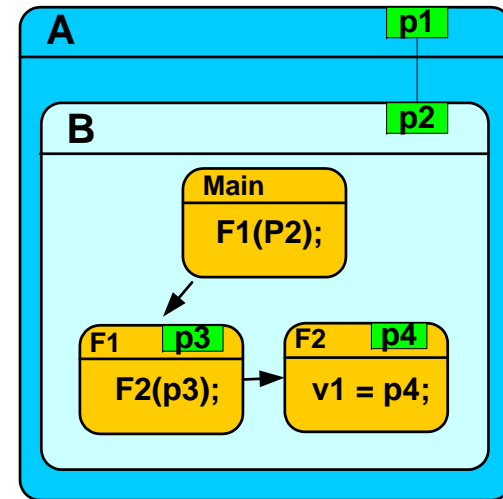 A
p1
B
p2
Main
F1(P2);
F1
p3
F2(p3);
F2
p4
v1 = p4;